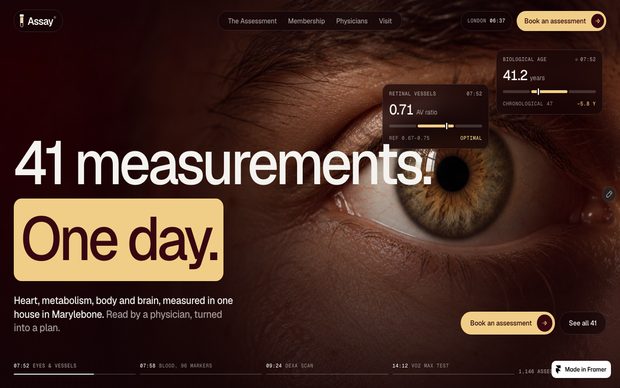 Assay
The Assessment Membership Physicians Visit
LONDON 06:37
Book an assessment
BIOLOGICAL AGE 07:52
41.2 years
CHRONOLOGICAL 47 −5.8 Y
RETINAL VESSELS 07:52
0.71 AV ratio
REF 0.67–0.75 OPTIMAL
41 measurements.
One day.
Heart, metabolism, body and brain, measured in one
house in Marylebone. Read by a physician, turned
into a plan.
Book an assessment
See all 41
07:52 EYES & VESSELS
07:58 BLOOD, 96 MARKERS
09:24 DEXA SCAN
14:12 VO2 MAX TEST
1,146
Made in Framer